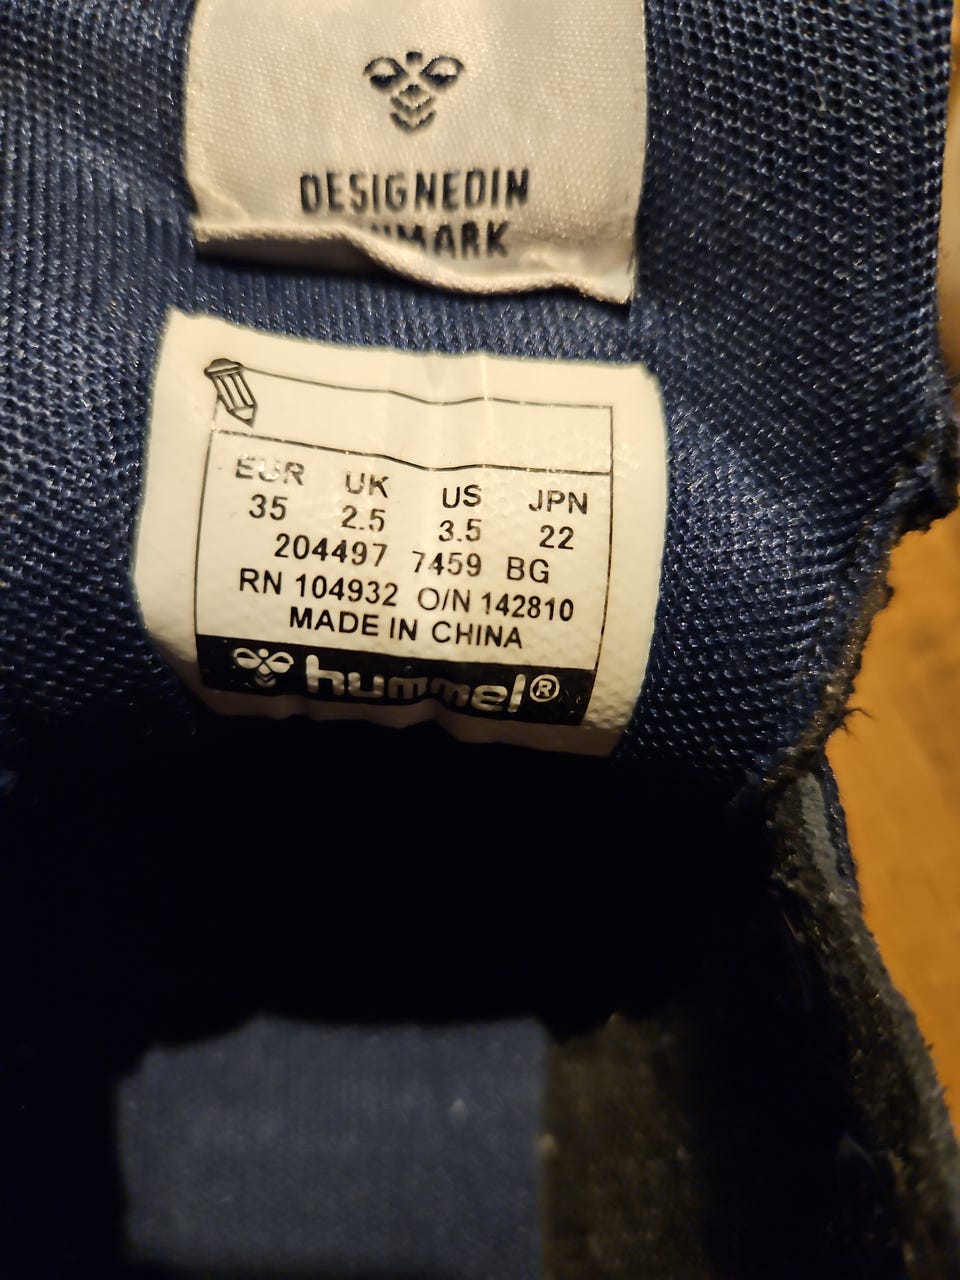 DESIGNEDIN
EUR UK US JPN
35 2.5 3.5 22
204497 7459 BG
RN 104932 O/N 142810
MADE IN CHINA
hummel®